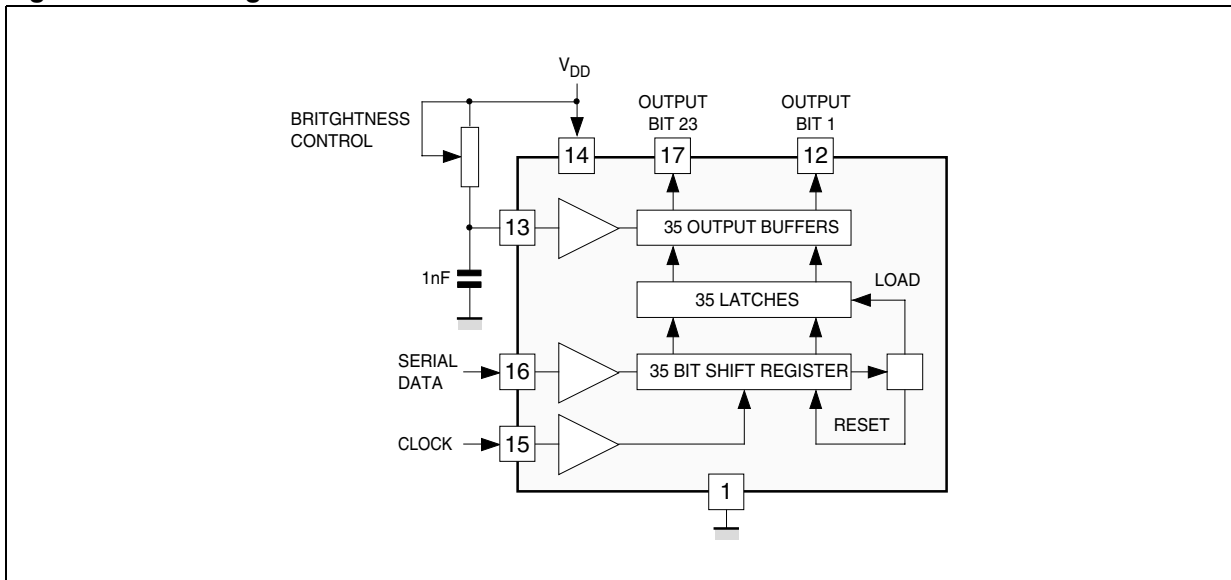 V_DD
BRITGHTNESS
CONTROL
OUTPUT
BIT 23
OUTPUT
BIT 1
14
17
12
13
35 OUTPUT BUFFERS
1nF
LOAD
35 LATCHES
SERIAL
DATA
16
35 BIT SHIFT REGISTER
CLOCK
15
RESET
1